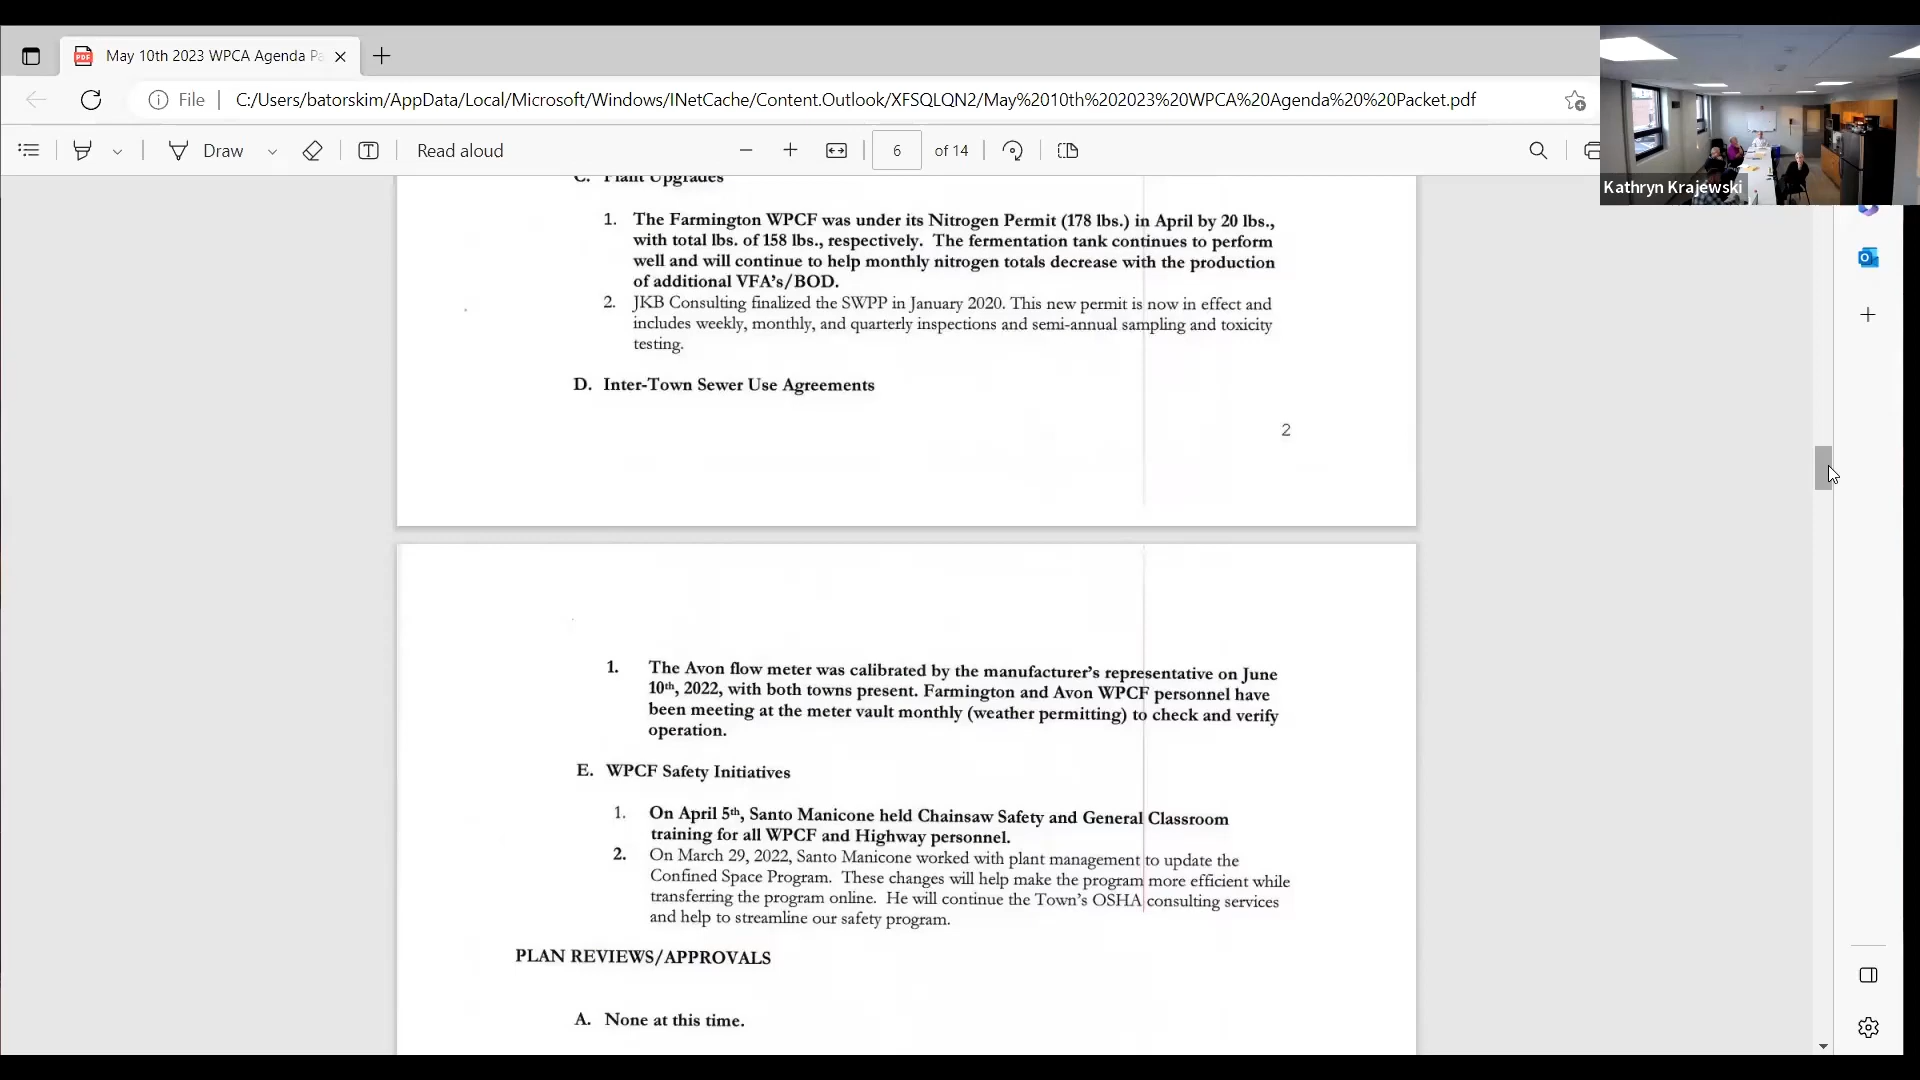 May 10th 2023 WPCA Agenda Pa
File
C:/Users/batorskim/AppData/Local/Microsoft/Windows/INetCache/Content.Outlook/XFSQLQN2/May%2010th%202023%20WPCA%20Agenda%20%20Packet.pdf
Draw
Read aloud
6 of 14
Kathryn Krajewski
C. Plant Upgrades
1. The Farmington WPCF was under its Nitrogen Permit (178 lbs.) in April by 20 lbs.,
with total lbs. of 158 lbs., respectively. The fermentation tank continues to perform
well and will continue to help monthly nitrogen totals decrease with the production
of additional VFA's/BOD.
2. JKB Consulting finalized the SWPP in January 2020. This new permit is now in effect and
includes weekly, monthly, and quarterly inspections and semi-annual sampling and toxicity
testing.
D. Inter-Town Sewer Use Agreements
2
1. The Avon flow meter was calibrated by the manufacturer's representative on June
10th, 2022, with both towns present. Farmington and Avon WPCF personnel have
been meeting at the meter vault monthly (weather permitting) to check and verify
operation.
E. WPCF Safety Initiatives
1. On April 5th, Santo Manicone held Chainsaw Safety and General Classroom
training for all WPCF and Highway personnel.
2. On March 29, 2022, Santo Manicone worked with plant management to update the
Confined Space Program. These changes will help make the program more efficient while
transferring the program online. He will continue the Town's OSHA consulting services
and help to streamline our safety program.
PLAN REVIEWS/APPROVALS
A. None at this time.